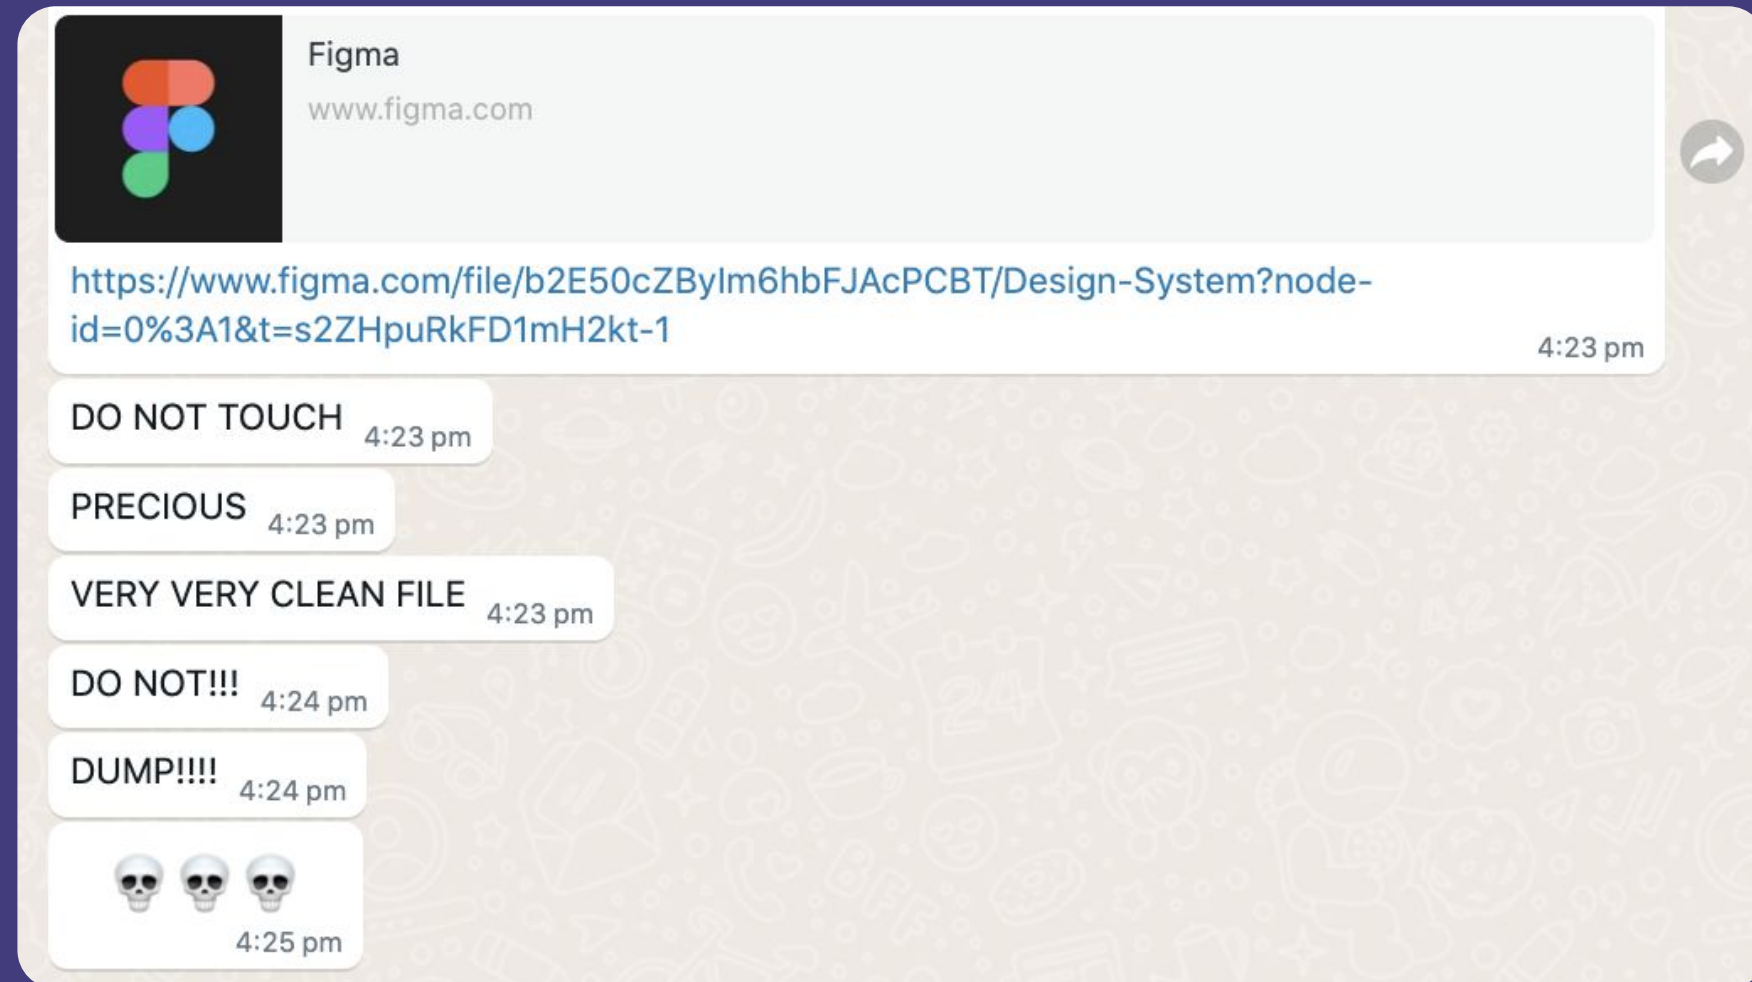 Figma
www.figma.com
https://www.figma.com/file/b2E50cZByIm6hbFJAcPCBT/Design-System?node-
id=0%3A1&t=s2ZHpuRkFD1mH2kt-1
4:23 pm
DO NOT TOUCH 4:23 pm
PRECIOUS 4:23 pm
VERY VERY CLEAN FILE 4:23 pm
DO NOT!!! 4:24 pm
DUMP!!!! 4:24 pm
💀💀💀
4:25 pm